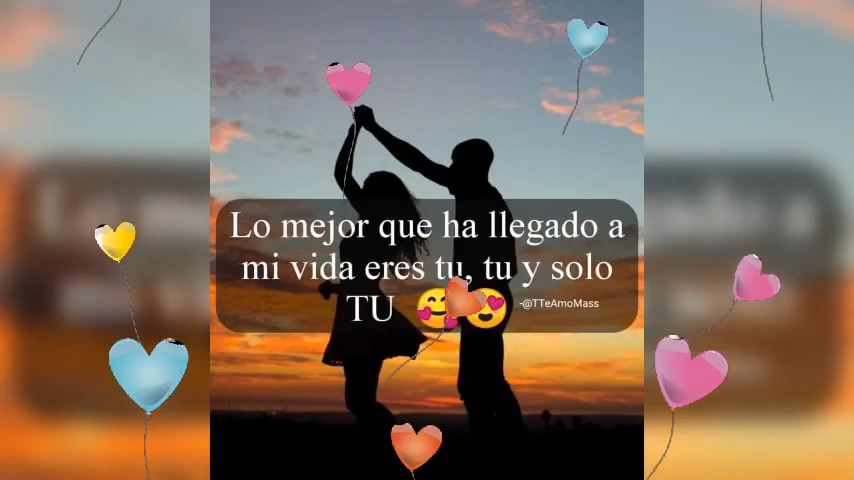 Lo mejor que ha llegado a
mi vida eres tu, tu y solo
TU 🥰😍 -@TTeAmoMass